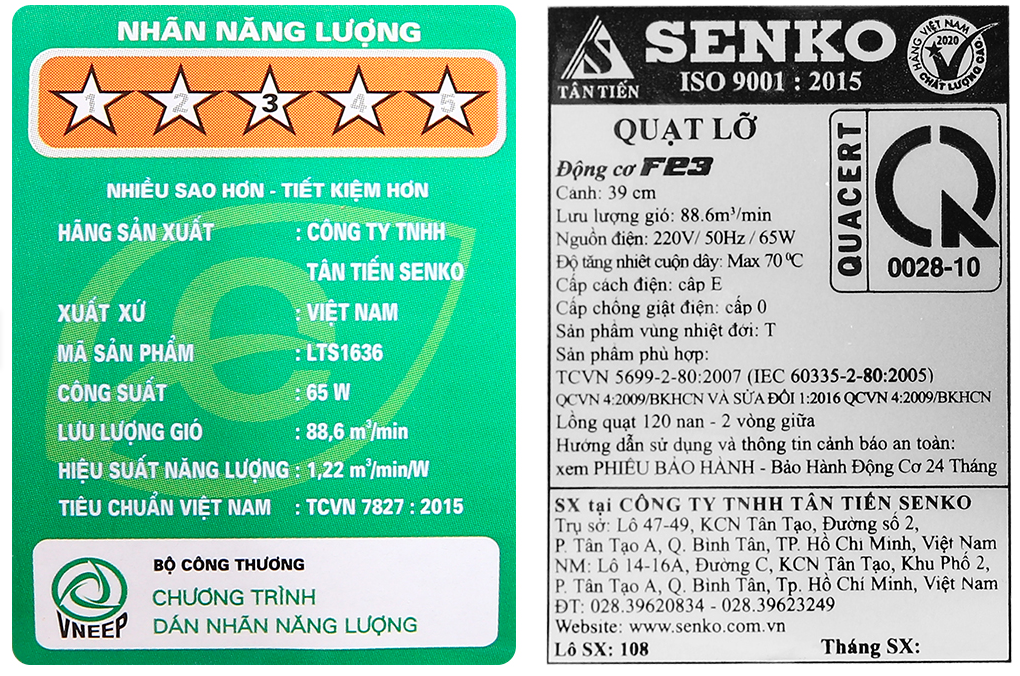 NHÃN NĂNG LƯỢNG
1 2 3 4 5
NHIỀU SAO HƠN - TIẾT KIỆM HƠN
HÃNG SẢN XUẤT : CÔNG TY TNHH
TÂN TIẾN SENKO
XUẤT XỨ : VIỆT NAM
MÃ SẢN PHẨM : LTS1636
CÔNG SUẤT : 65 W
LƯU LƯỢNG GIÓ : 88,6 m³/min
HIỆU SUẤT NĂNG LƯỢNG : 1,22 m³/min/W
TIÊU CHUẨN VIỆT NAM : TCVN 7827 : 2015
VNEEP
BỘ CÔNG THƯƠNG
CHƯƠNG TRÌNH
DÁN NHÃN NĂNG LƯỢNG
TÂN TIẾN
SENKO
ISO 9001 : 2015
HÀNG VIỆT NAM
2020
CHẤT LƯỢNG CAO
QUẠT LỠ
Động cơ FE3
Cánh: 39 cm
Lưu lượng gió: 88.6m³/min
Nguồn điện: 220V/ 50Hz / 65W
Độ tăng nhiệt cuộn dây: Max 70 ºC
Cấp cách điện: cấp E
Cấp chống giật điện: cấp 0
Sản phẩm vùng nhiệt đới: T
Sản phẩm phù hợp:
TCVN 5699-2-80:2007 (IEC 60335-2-80:2005)
QCVN 4:2009/BKHCN VÀ SỬA ĐỔI 1:2016 QCVN 4:2009/BKHCN
Lồng quạt 120 nan - 2 vòng giữa
Hướng dẫn sử dụng và thông tin cảnh báo an toàn:
xem PHIẾU BẢO HÀNH - Bảo Hành Động Cơ 24 Tháng
QUACERT
0028-10
SX tại CÔNG TY TNHH TÂN TIẾN SENKO
Trụ sở: Lô 47-49, KCN Tân Tạo, Đường số 2,
P. Tân Tạo A, Q. Bình Tân, TP. Hồ Chí Minh, Việt Nam
NM: Lô 14-16A, Đường C, KCN Tân Tạo, Khu Phố 2,
P. Tân Tạo A, Q. Bình Tân, Tp. Hồ Chí Minh, Việt Nam
ĐT: 028.39620834 - 028.39623249
Website: www.senko.com.vn
Lô SX: 108 Tháng SX: